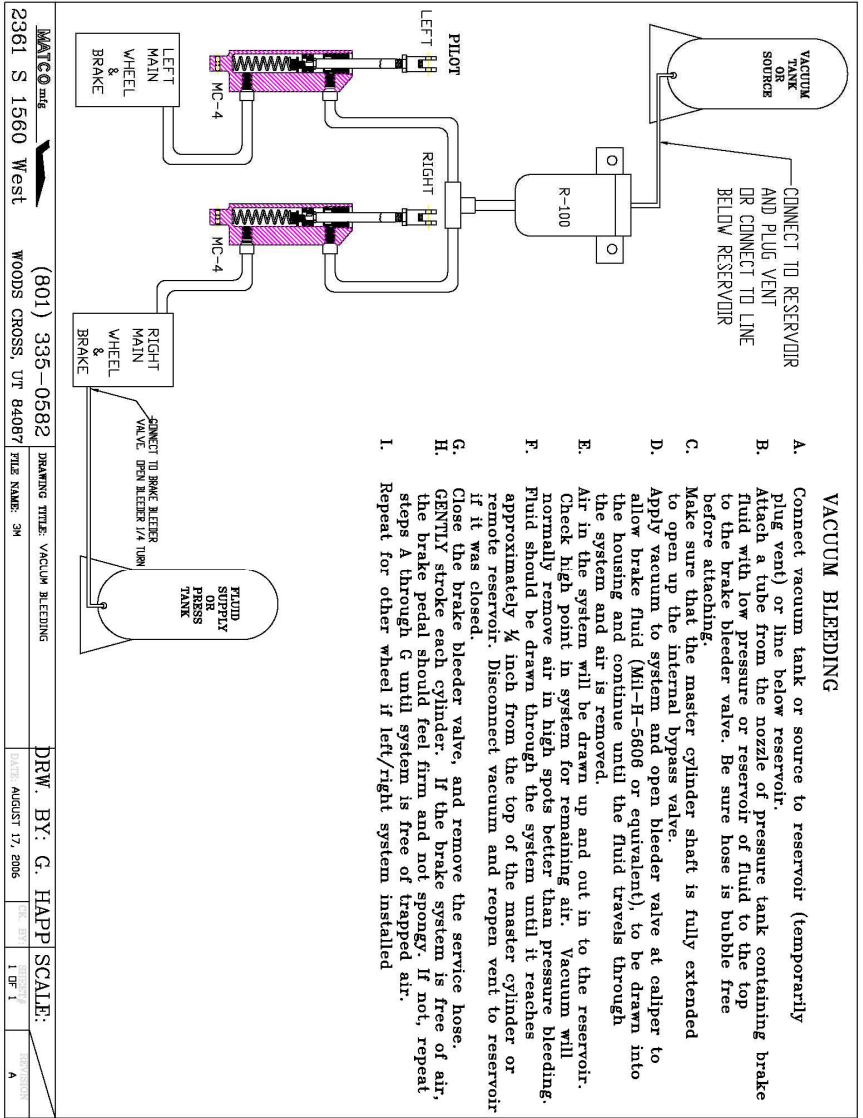 VACUUM
TANK
OR
SOURCE
CONNECT TO RESERVOIR
AND PLUG VENT
OR CONNECT TO LINE
BELOW RESERVOIR
R-100
PILOT
LEFT
RIGHT
MC-4
MC-4
LEFT
MAIN
WHEEL
&
BRAKE
RIGHT
MAIN
WHEEL
&
BRAKE
CONNECT TO BRAKE BLEEDER
VALVE. OPEN BLEEDER 1/4 TURN
FLUID
SUPPLY
OR
PRESS
TANK
VACUUM BLEEDING
A. Connect vacuum tank or source to reservoir (temporarily
plug vent) or line below reservoir.
B. Attach a tube from the nozzle of pressure tank containing brake
fluid with low pressure or reservoir of fluid to the top
to the brake bleeder valve. Be sure hose is bubble free
before attaching.
C. Make sure that the master cylinder shaft is fully extended
to open up the internal bypass valve.
D. Apply vacuum to system and open bleeder valve at caliper to
allow brake fluid (Mil-H-5606 or equivalent), to be drawn into
the housing and continue until the fluid travels through
the system and air is removed.
E. Air in the system will be drawn up and out in to the reservoir.
Check high point in system for remaining air. Vacuum will
normally remove air in high spots better than pressure bleeding.
F. Fluid should be drawn through the system until it reaches
approximately ¼ inch from the top of the master cylinder or
remote reservoir. Disconnect vacuum and reopen vent to reservoir
if it was closed.
G. Close the brake bleeder valve, and remove the service hose.
H. GENTLY stroke each cylinder. If the brake system is free of air,
the brake pedal should feel firm and not spongy. If not, repeat
steps A through G until system is free of trapped air.
I. Repeat for other wheel if left/right system installed
MATCO mfg
2361 S 1560 West
(801) 335-0582
WOODS CROSS, UT 84087
DRAWING TITLE: VACLUM BLEEDING
FILE NAME: 3M
DRW. BY: G. HAPP
SCALE:
DATE: AUGUST 17, 2006
CK. BY:
SHEET#
1 OF 1
REVISION
A